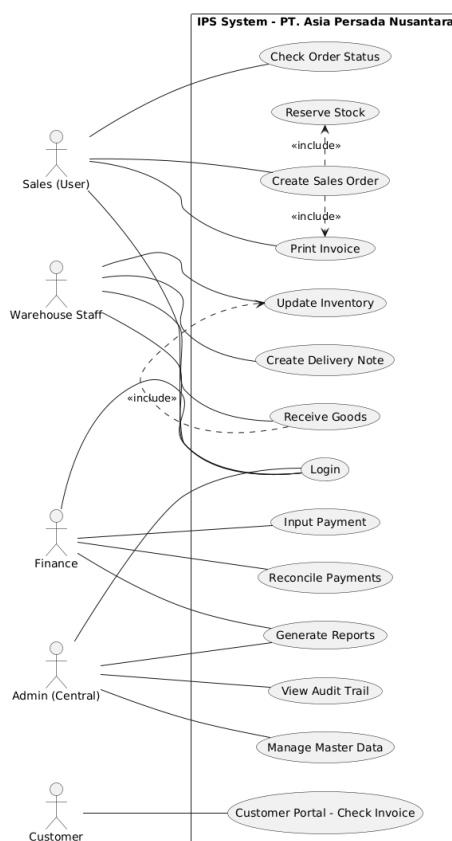 IPS System - PT. Asia Persada Nusantara
Check Order Status
Reserve Stock
«include»
Sales (User)
Create Sales Order
«include»
Print Invoice
Warehouse Staff
Update Inventory
Create Delivery Note
«include»
Receive Goods
Login
Finance
Input Payment
Reconcile Payments
Generate Reports
Admin (Central)
View Audit Trail
Manage Master Data
Customer Portal - Check Invoice
Customer